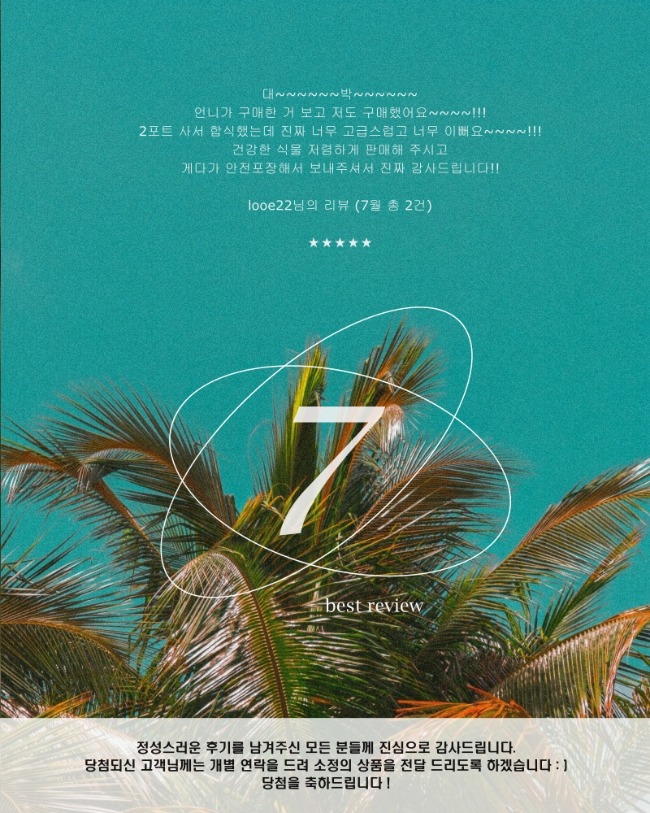 대~~~~~~박~~~~~~
언니가 구매한 거 보고 저도 구매했어요~~~~!!!
2포트 사서 합식했는데 진짜 너무 고급스럽고 너무 이뻐요~~~~!!!
건강한 식물 저렴하게 판매해 주시고
게다가 안전포장해서 보내주셔서 진짜 감사드립니다!!
looe22님의 리뷰 (7월 총 2건)
★★★★★
7
best review
정성스러운 후기를 남겨주신 모든 분들께 진심으로 감사드립니다.
당첨되신 고객님께는 개별 연락을 드려 소정의 상품을 전달 드리도록 하겠습니다 : )
당첨을 축하드립니다 !